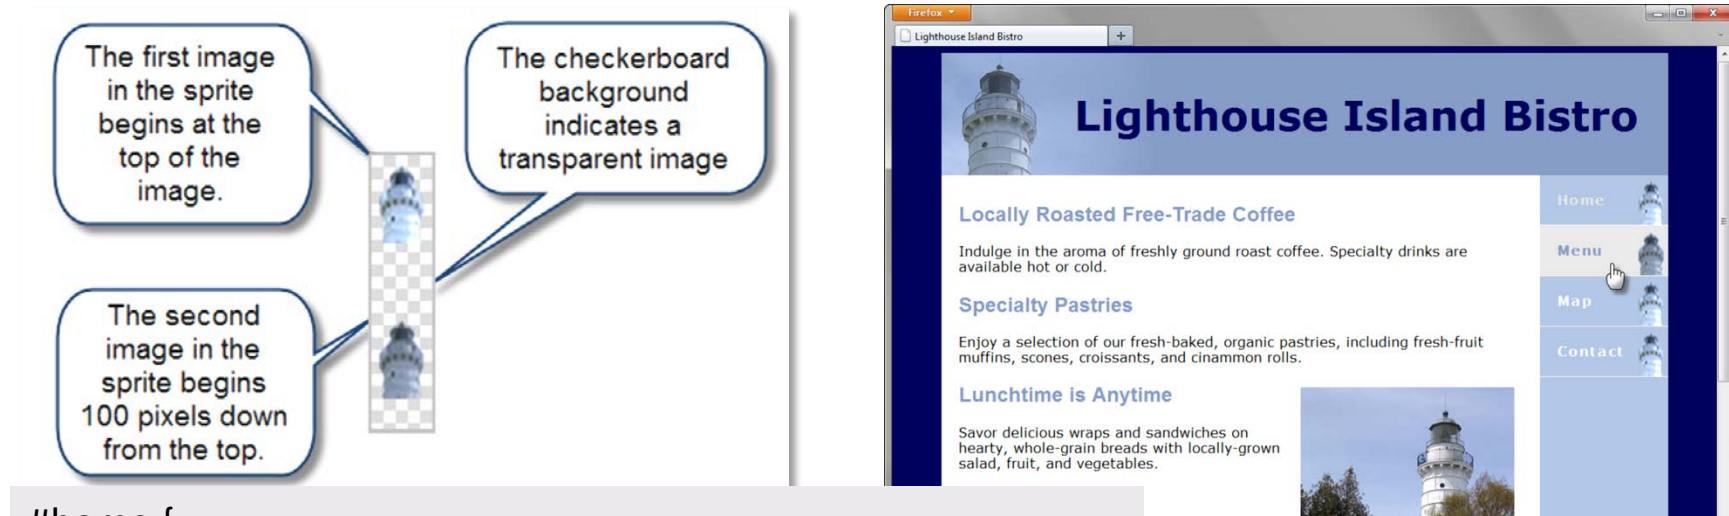 The first image
in the sprite
begins at the
top of the
image.
The checkerboard
background
indicates a
transparent image
The second
image in the
sprite begins
100 pixels down
from the top.
Firefox
Lighthouse Island Bistro
Lighthouse Island Bistro
Home
Menu
Map
Contact
Locally Roasted Free-Trade Coffee
Indulge in the aroma of freshly ground roast coffee. Specialty drinks are
available hot or cold.
Specialty Pastries
Enjoy a selection of our fresh-baked, organic pastries, including fresh-fruit
muffins, scones, croissants, and cinammon rolls.
Lunchtime is Anytime
Savor delicious wraps and sandwiches on
hearty, whole-grain breads with locally-grown
salad, fruit, and vegetables.